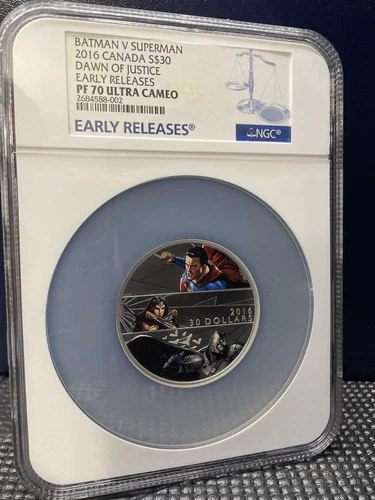 BATMAN V SUPERMAN
2016 CANADA S$30
DAWN OF JUSTICE
EARLY RELEASES
PF 70 ULTRA CAMEO
2684588-002
EARLY RELEASES®
NGC®
2016
30 DOLLARS